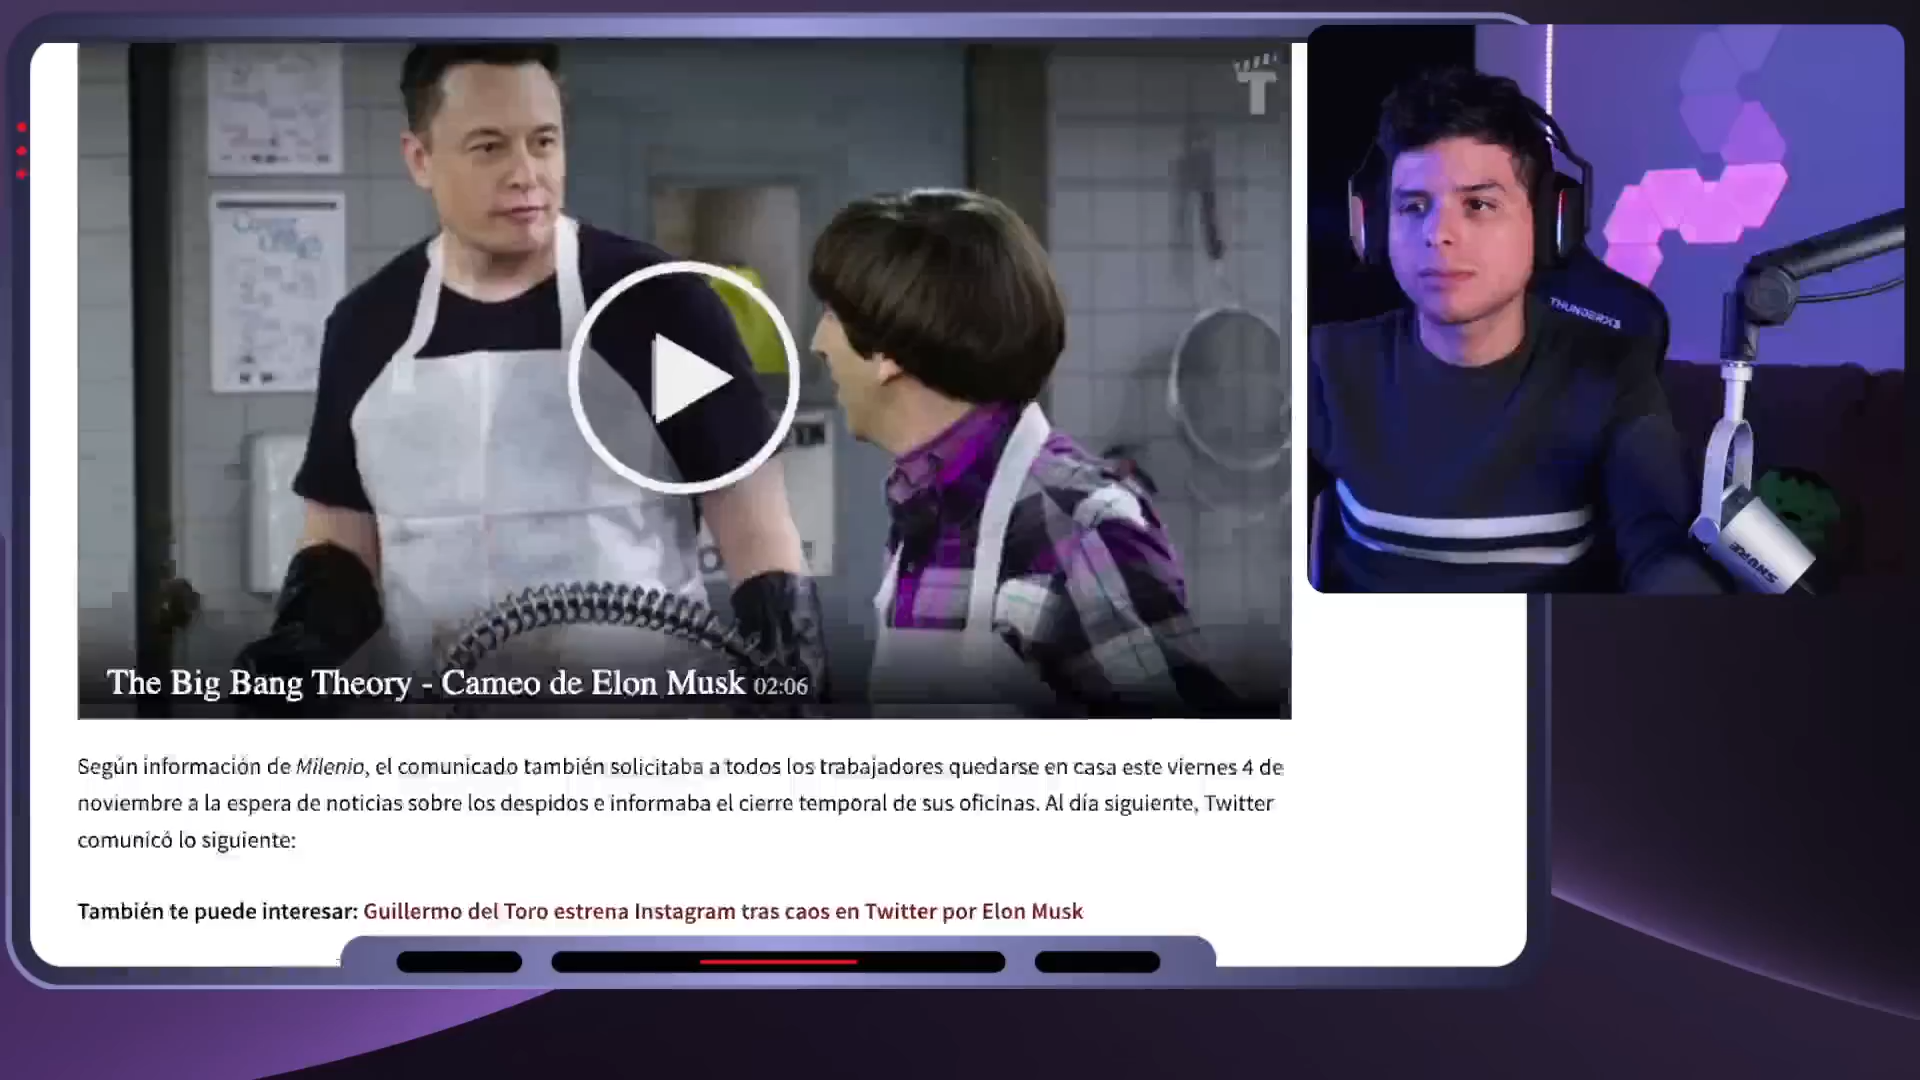 T
THUNDERX3
SHURE
The Big Bang Theory - Cameo de Elon Musk 02:06
Según información de Milenio, el comunicado también solicitaba a todos los trabajadores quedarse en casa este viernes 4 de
noviembre a la espera de noticias sobre los despidos e informaba el cierre temporal de sus oficinas. Al día siguiente, Twitter
comunicó lo siguiente:
También te puede interesar: Guillermo del Toro estrena Instagram tras caos en Twitter por Elon Musk